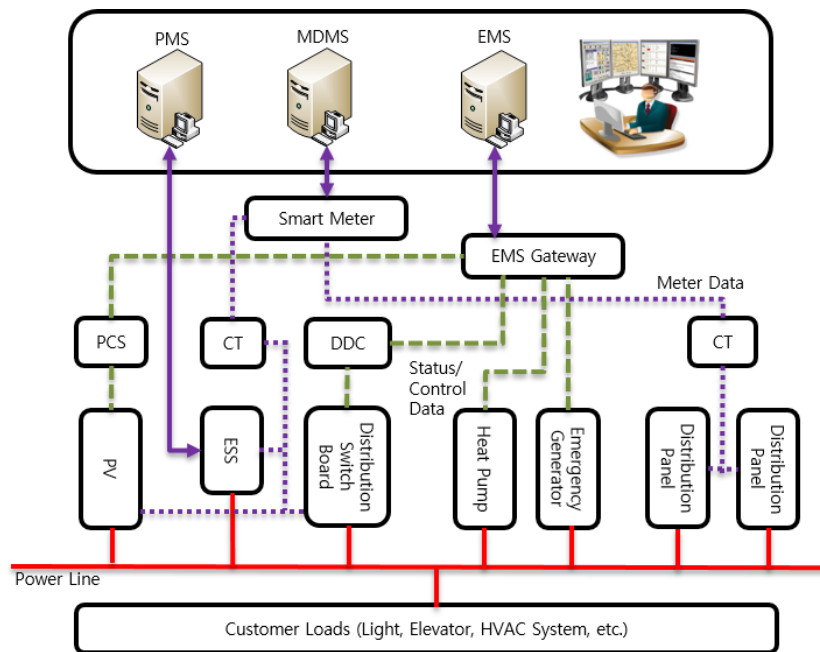 PMS
MDMS
EMS
Smart Meter
EMS Gateway
Meter Data
PCS
CT
DDC
CT
Status/
Control
Data
PV
ESS
Distribution
Switch
Board
Heat Pump
Emergency
Generator
Distribution
Panel
Distribution
Panel
Power Line
Customer Loads (Light, Elevator, HVAC System, etc.)